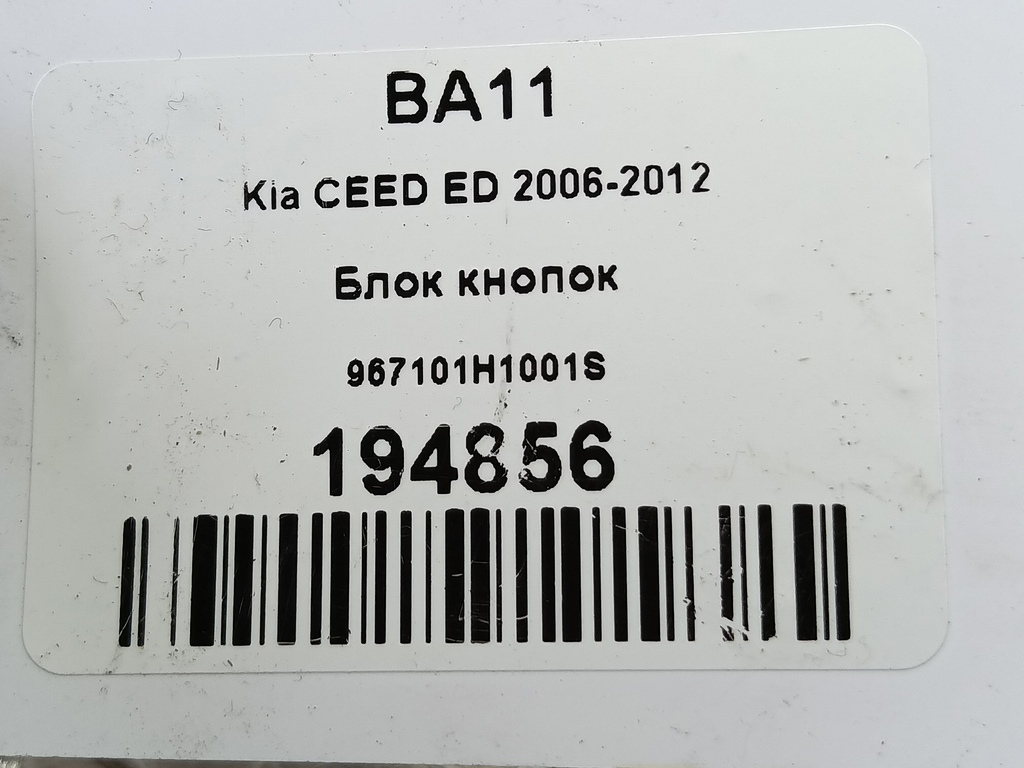 BA11
Kia CEED ED 2006-2012
Блок кнопок
967101H1001S
194856